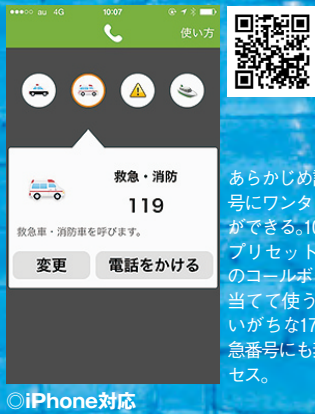 au 4G 10:07
使い方
救急・消防
119
救急車・消防車を呼びます。
変更 電話をかける
◎iPhone対応
あらかじめ
号にワンタ
ができる。10
プリセット
のコールボ
当てて使う
いがちな17
急番号にも
セス。